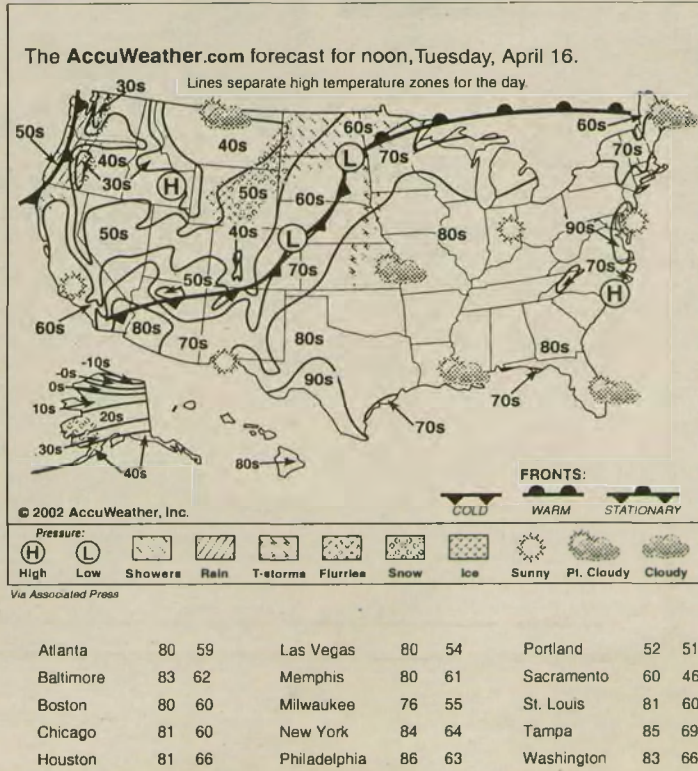 The AccuWeather.com forecast for noon, Tuesday, April 16.
Lines separate high temperature zones for the day.
30s
50s
40s
30s
H
50s
60s
50s
40s
50s
40s
50s
80s
70s
60s
L
70s
60s
L
70s
80s
90s
80s
60s
70s
90s
70s
H
80s
80s
70s
70s
-10s
-0s
0s
10s
20s
30s
40s
80s
FRONTS:
COLD
WARM
STATIONARY
© 2002 AccuWeather, Inc.
Pressure:
H
High
L
Low
Showers
Rain
T-storms
Flurries
Snow
Ice
Sunny
Pt. Cloudy
Cloudy
Via Associated Press
Atlanta 80 59
Baltimore 83 62
Boston 80 60
Chicago 81 60
Houston 81 66
Las Vegas 80 54
Memphis 80 61
Milwaukee 76 55
New York 84 64
Philadelphia 86 63
Portland 52 51
Sacramento 60 46
St. Louis 81 60
Tampa 85 69
Washington 83 66